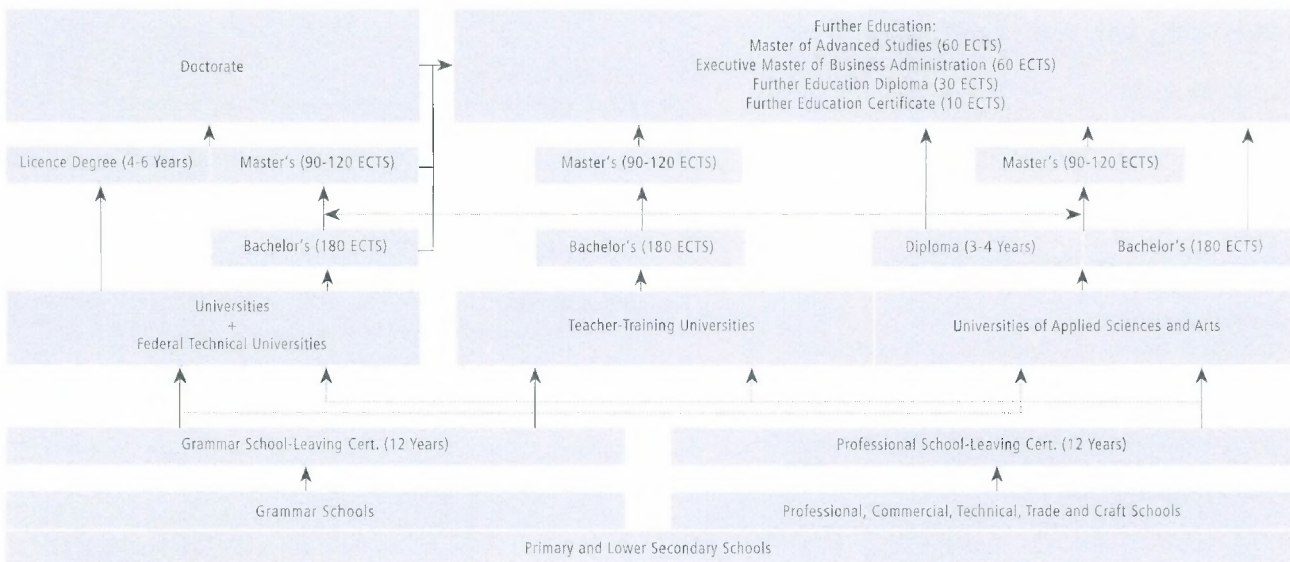 Further Education:
Master of Advanced Studies (60 ECTS)
Executive Master of Business Administration (60 ECTS)
Further Education Diploma (30 ECTS)
Further Education Certificate (10 ECTS)
Doctorate
Licence Degree (4-6 Years)
Master's (90-120 ECTS)
Master's (90-120 ECTS)
Master's (90-120 ECTS)
Bachelor's (180 ECTS)
Bachelor's (180 ECTS)
Diploma (3-4 Years)
Bachelor's (180 ECTS)
Universities
+
Federal Technical Universities
Teacher-Training Universities
Universities of Applied Sciences and Arts
Grammar School-Leaving Cert. (12 Years)
Professional School-Leaving Cert. (12 Years)
Grammar Schools
Professional, Commercial, Technical, Trade and Craft Schools
Primary and Lower Secondary Schools